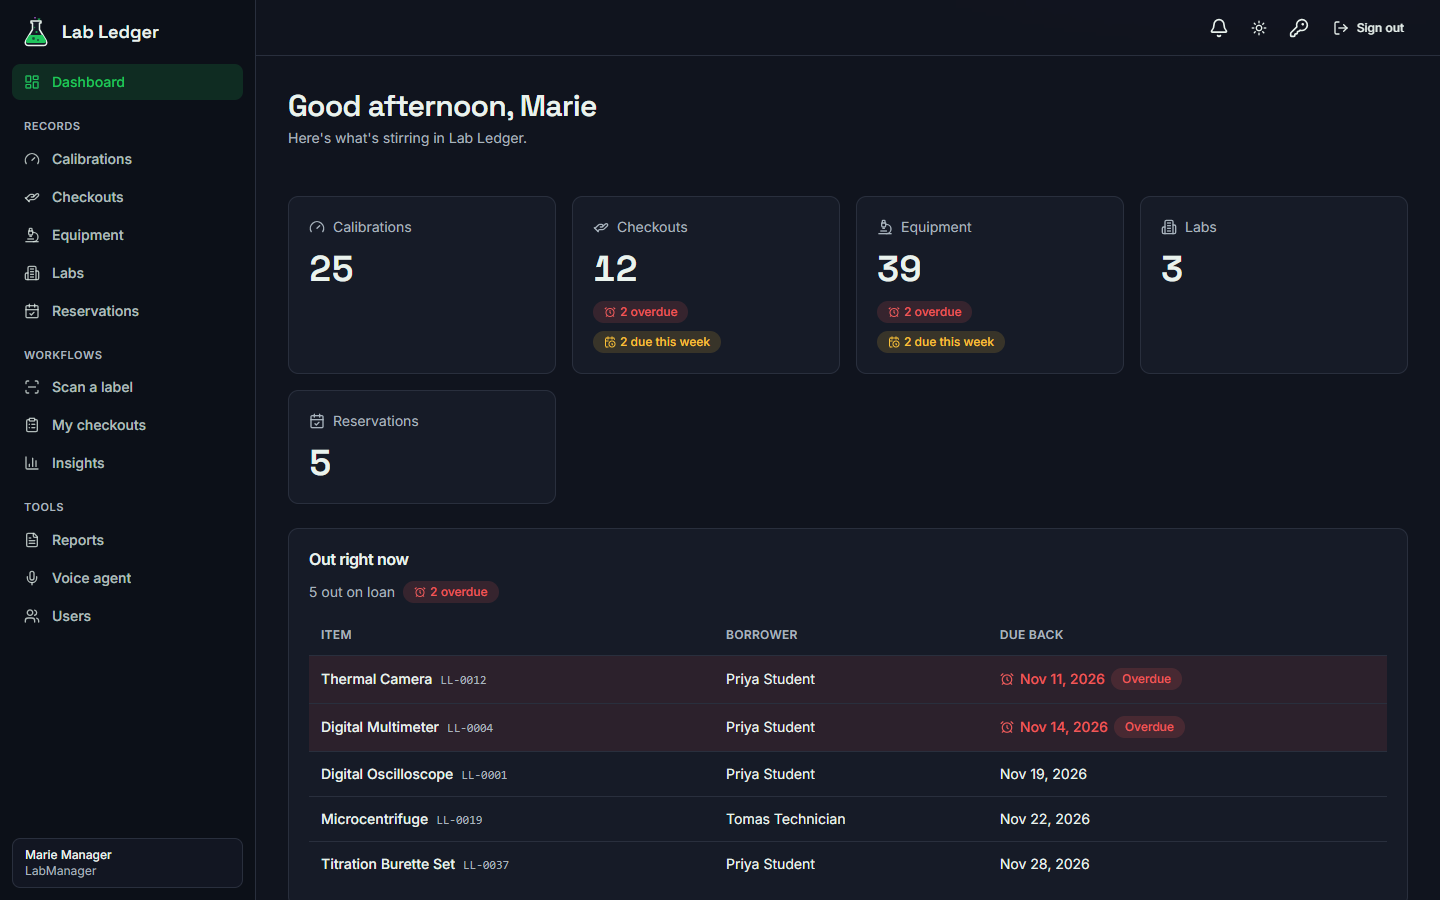 Lab Ledger
Sign out
Dashboard
RECORDS
Calibrations
Checkouts
Equipment
Labs
Reservations
WORKFLOWS
Scan a label
My checkouts
Insights
TOOLS
Reports
Voice agent
Users
Marie Manager
LabManager
Good afternoon, Marie
Here's what's stirring in Lab Ledger.
Calibrations
25
Checkouts
12
2 overdue
2 due this week
Equipment
39
2 overdue
2 due this week
Labs
3
Reservations
5
Out right now
5 out on loan 2 overdue
ITEM BORROWER DUE BACK
Thermal Camera LL-0012 Priya Student Nov 11, 2026 Overdue
Digital Multimeter LL-0004 Priya Student Nov 14, 2026 Overdue
Digital Oscilloscope LL-0001 Priya Student Nov 19, 2026
Microcentrifuge LL-0019 Tomas Technician Nov 22, 2026
Titration Burette Set LL-0037 Priya Student Nov 28, 2026